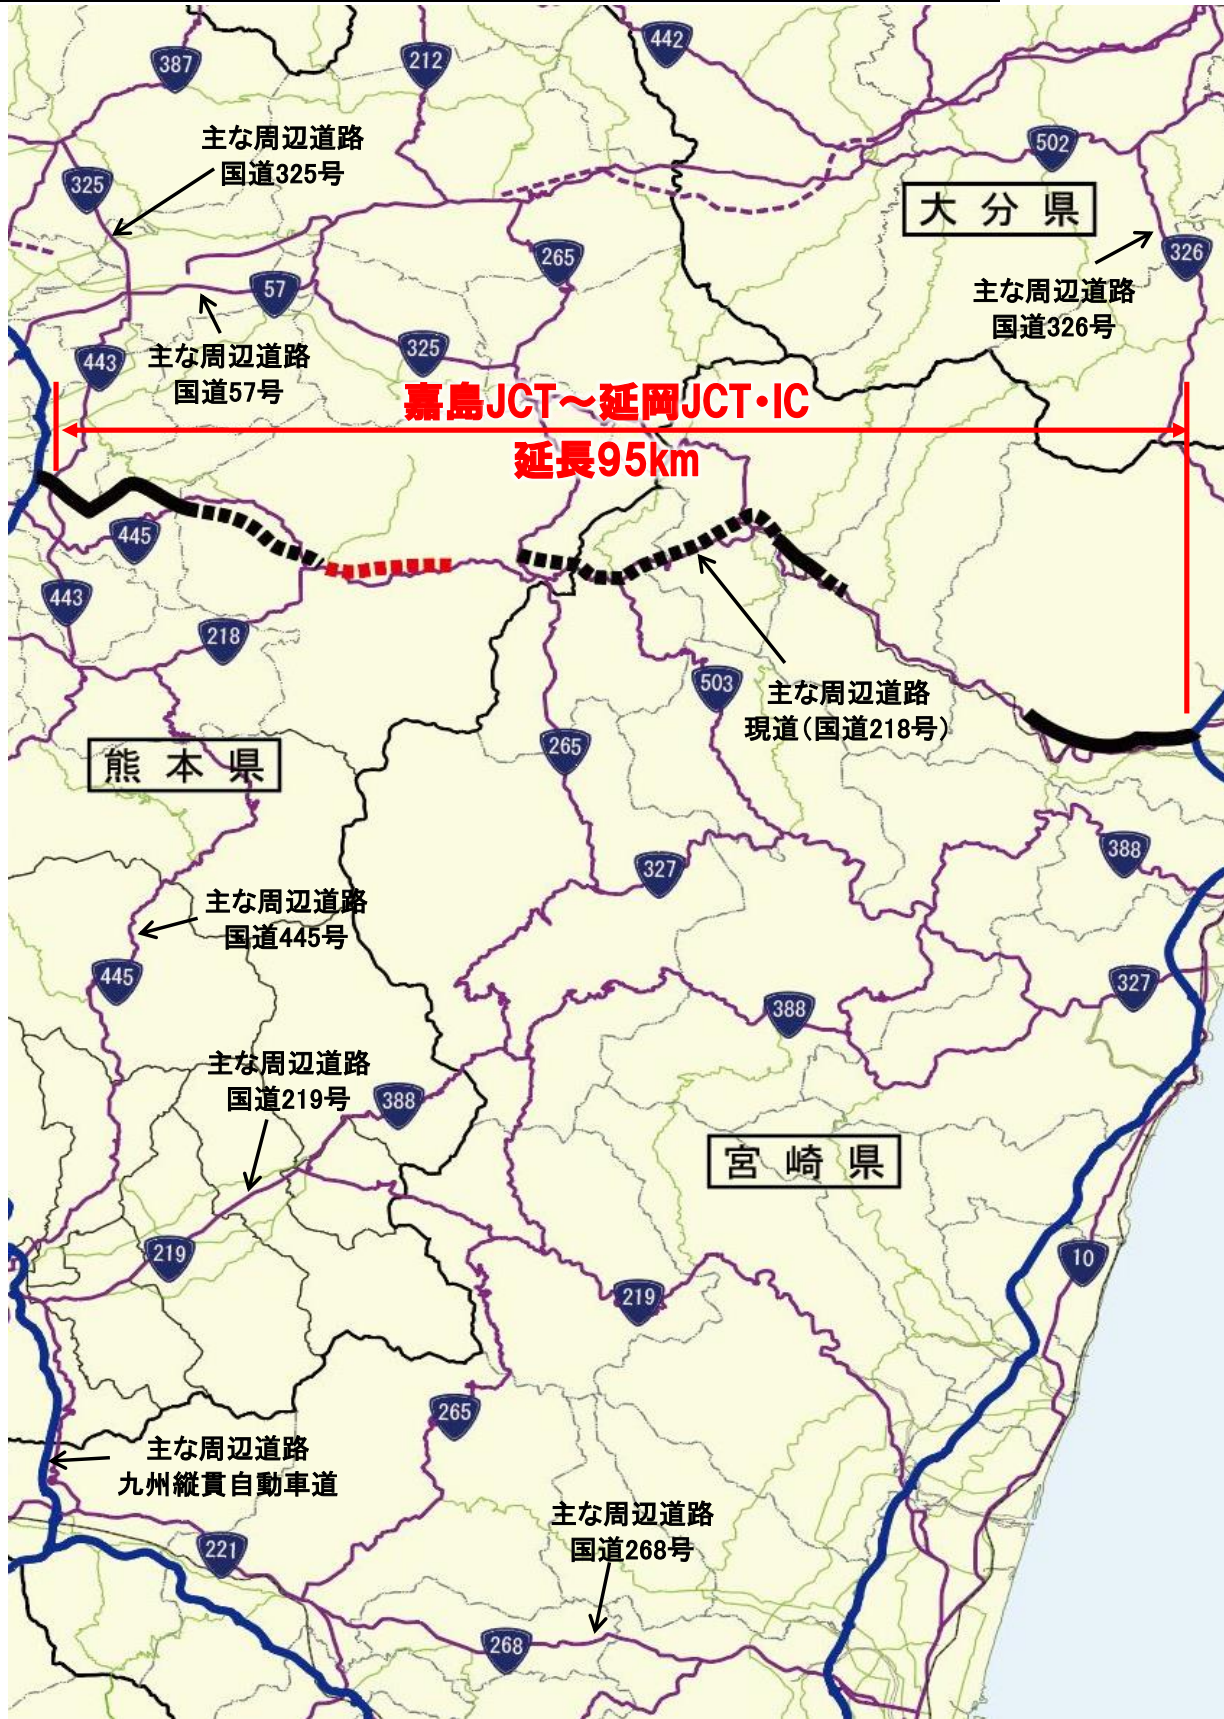 387
212
442
主な周辺道路
国道325号
502
325
大分県
265
326
57
主な周辺道路
国道326号
主な周辺道路
国道57号
443
325
嘉島JCT～延岡JCT・IC
延長95km
445
443
218
503
主な周辺道路
現道（国道218号）
265
熊本県
327
388
主な周辺道路
国道445号
445
327
388
主な周辺道路
国道219号
388
宮崎県
219
10
219
265
主な周辺道路
九州縦貫自動車道
主な周辺道路
国道268号
221
268